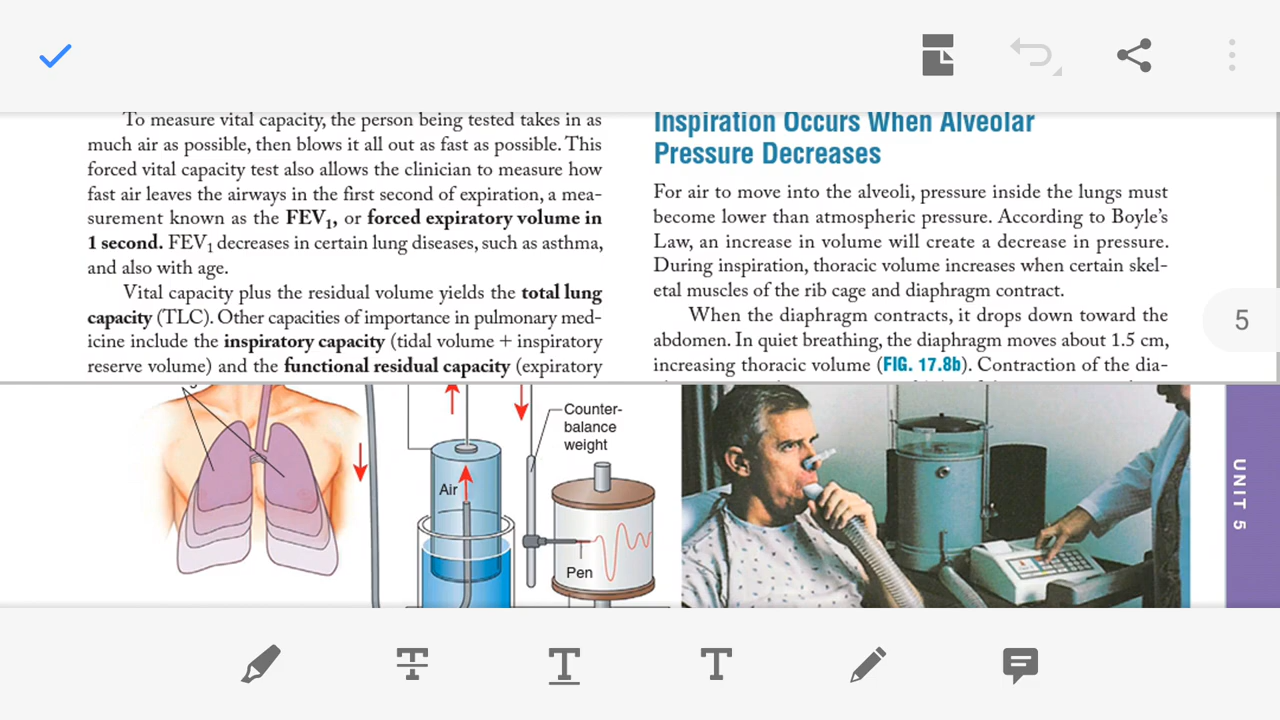 To measure vital capacity, the person being tested takes in as
much air as possible, then blows it all out as fast as possible. This
forced vital capacity test also allows the clinician to measure how
fast air leaves the airways in the first second of expiration, a mea-
surement known as the FEV₁, or forced expiratory volume in
1 second. FEV₁ decreases in certain lung diseases, such as asthma,
and also with age.
Vital capacity plus the residual volume yields the total lung
capacity (TLC). Other capacities of importance in pulmonary med-
icine include the inspiratory capacity (tidal volume + inspiratory
reserve volume) and the functional residual capacity (expiratory
Inspiration Occurs When Alveolar
Pressure Decreases
For air to move into the alveoli, pressure inside the lungs must
become lower than atmospheric pressure. According to Boyle's
Law, an increase in volume will create a decrease in pressure.
During inspiration, thoracic volume increases when certain skel-
etal muscles of the rib cage and diaphragm contract.
When the diaphragm contracts, it drops down toward the
abdomen. In quiet breathing, the diaphragm moves about 1.5 cm,
increasing thoracic volume (FIG. 17.8b). Contraction of the dia-
5
Counter-
balance
weight
Air
Pen
UNIT 5
T
T
T